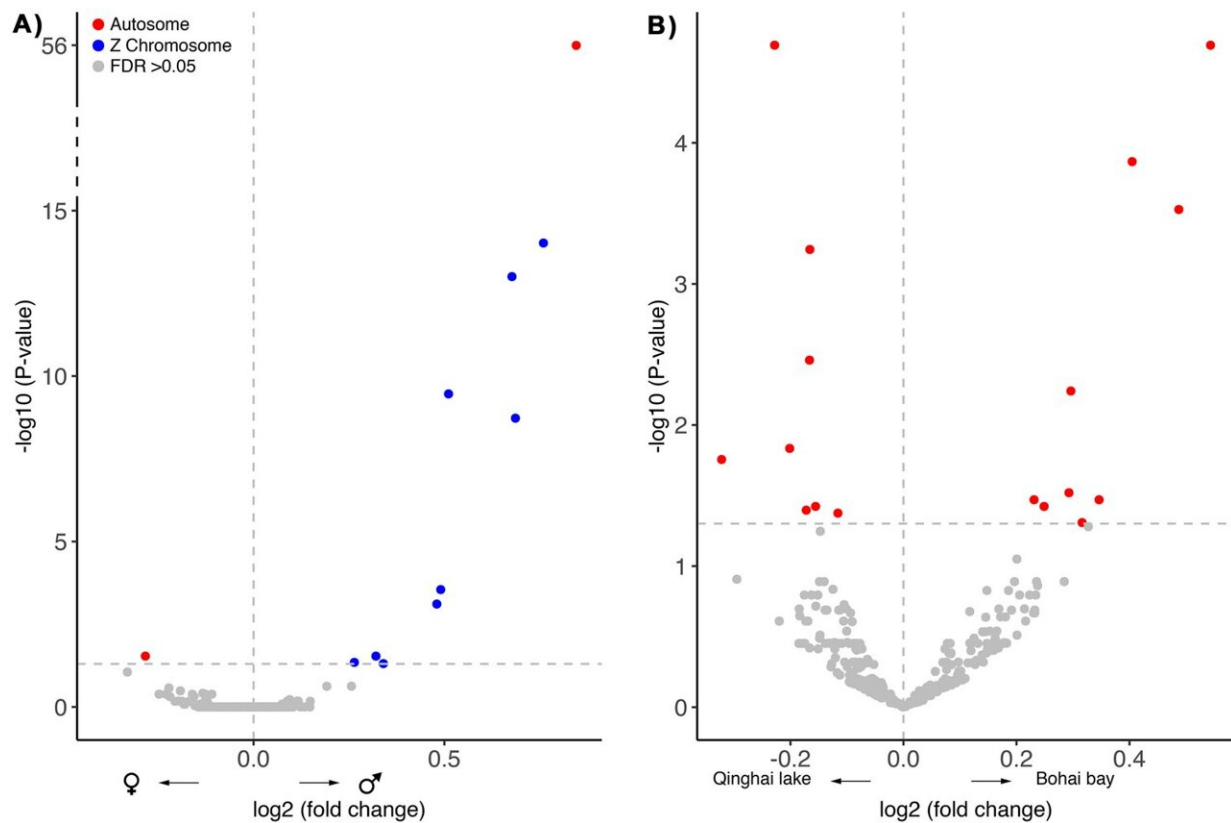 A)
Autosome
Z Chromosome
FDR >0.05
56
15
10
5
0
-log10 (P-value)
0.0
0.5
♀
♂
log2 (fold change)
B)
4
3
2
1
0
-log10 (P-value)
-0.2
0.0
0.2
0.4
Qinghai lake
Bohai bay
log2 (fold change)